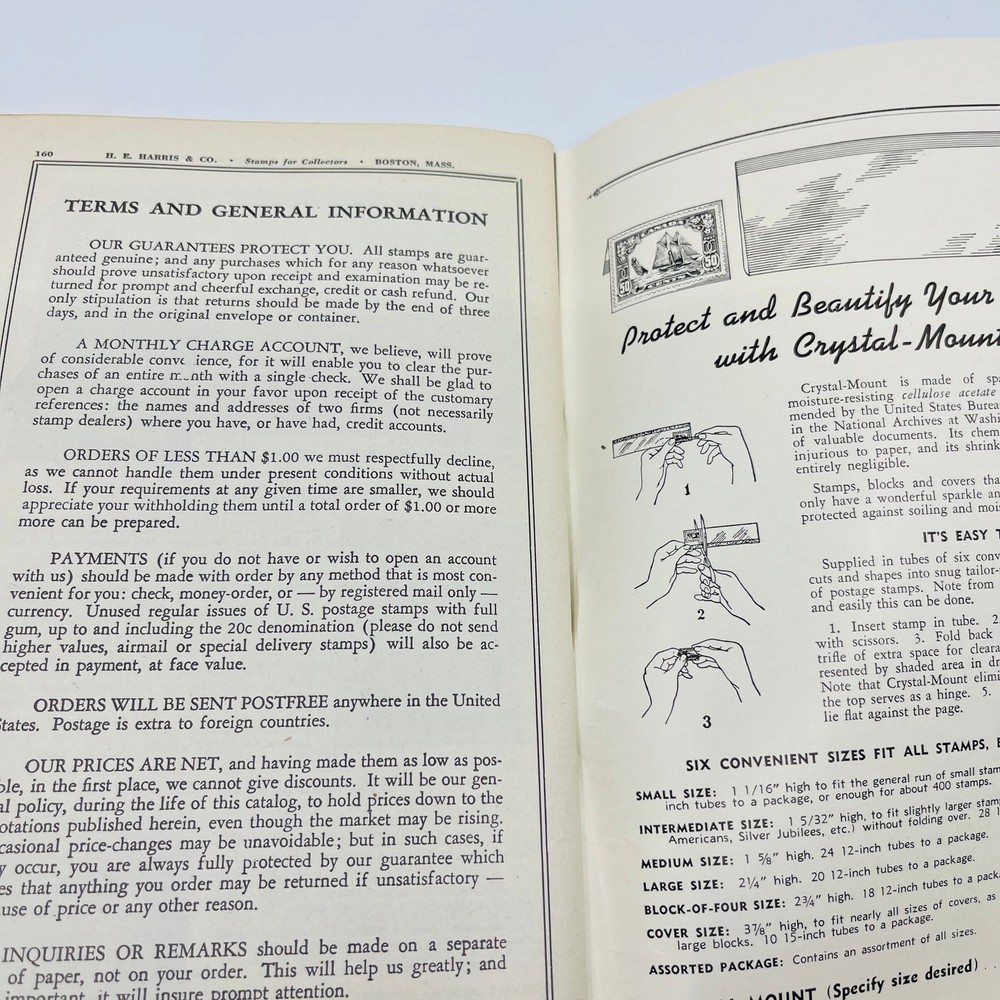 160 H. E. HARRIS & CO. • Stamps for Collectors • BOSTON, MASS.
TERMS AND GENERAL INFORMATION
OUR GUARANTEES PROTECT YOU. All stamps are guar-
anteed genuine; and any purchases which for any reason whatsoever
should prove unsatisfactory upon receipt and examination may be re-
turned for prompt and cheerful exchange, credit or cash refund. Our
only stipulation is that returns should be made by the end of three
days, and in the original envelope or container.
A MONTHLY CHARGE ACCOUNT, we believe, will prove
of considerable conv ience, for it will enable you to clear the pur-
chases of an entire m nth with a single check. We shall be glad to
open a charge account in your favor upon receipt of the customary
references: the names and addresses of two firms (not necessarily
stamp dealers) where you have, or have had, credit accounts.
ORDERS OF LESS THAN $1.00 we must respectfully decline,
as we cannot handle them under present conditions without actual
loss. If your requirements at any given time are smaller, we should
appreciate your withholding them until a total order of $1.00 or more
more can be prepared.
PAYMENTS (if you do not have or wish to open an account
with us) should be made with order by any method that is most con-
venient for you: check, money-order, or — by registered mail only —
currency. Unused regular issues of U. S. postage stamps with full
gum, up to and including the 20c denomination (please do not send
higher values, airmail or special delivery stamps) will also be ac-
cepted in payment, at face value.
ORDERS WILL BE SENT POSTFREE anywhere in the United
States. Postage is extra to foreign countries.
OUR PRICES ARE NET, and having made them as low as pos-
ble, in the first place, we cannot give discounts. It will be our gen-
al policy, during the life of this catalog, to hold prices down to the
otations published herein, even though the market may be rising.
casional price-changes may be unavoidable; but in such cases, if
y occur, you are always fully protected by our guarantee which
es that anything you order may be returned if unsatisfactory —
use of price or any other reason.
INQUIRIES OR REMARKS should be made on a separate
of paper, not on your order. This will help us greatly; and
important, it will insure prompt attention.
50 50
Protect and Beautify Your
with Crystal-Mount
Crystal-Mount is made of spa
moisture-resisting cellulose acetate
mended by the United States Bureau
in the National Archives at Washi
of valuable documents. Its chem
injurious to paper, and its shrink
entirely negligible.
Stamps, blocks and covers tha
only have a wonderful sparkle an
protected against soiling and mois
IT'S EASY T
Supplied in tubes of six conv
cuts and shapes into snug tailor-
of postage stamps. Note from
and easily this can be done.
1. Insert stamp in tube. 2.
with scissors. 3. Fold back
trifle of extra space for cleara
resented by shaded area in dr
Note that Crystal-Mount elimi
the top serves as a hinge. 5.
lie flat against the page.
1
2
3
SIX CONVENIENT SIZES FIT ALL STAMPS, B
SMALL SIZE: 1 1/16" high to fit the general run of small stam
inch tubes to a package, or enough for about 400 stamps.
INTERMEDIATE SIZE: 1 5/32" high, to fit slightly larger stam
Americans, Silver Jubilees, etc.) without folding over. 28 1
MEDIUM SIZE: 1 5/8" high. 24 12-inch tubes to a package.
LARGE SIZE: 2 1/4" high. 20 12-inch tubes to a package.
BLOCK-OF-FOUR SIZE: 2 3/4" high. 18 12-inch tubes to a packa
COVER SIZE: 3 7/8" high, to fit nearly all sizes of covers, as
large blocks. 10 15-inch tubes to a package.
ASSORTED PACKAGE: Contains an assortment of all sizes.
MOUNT (Specify size desired) . .